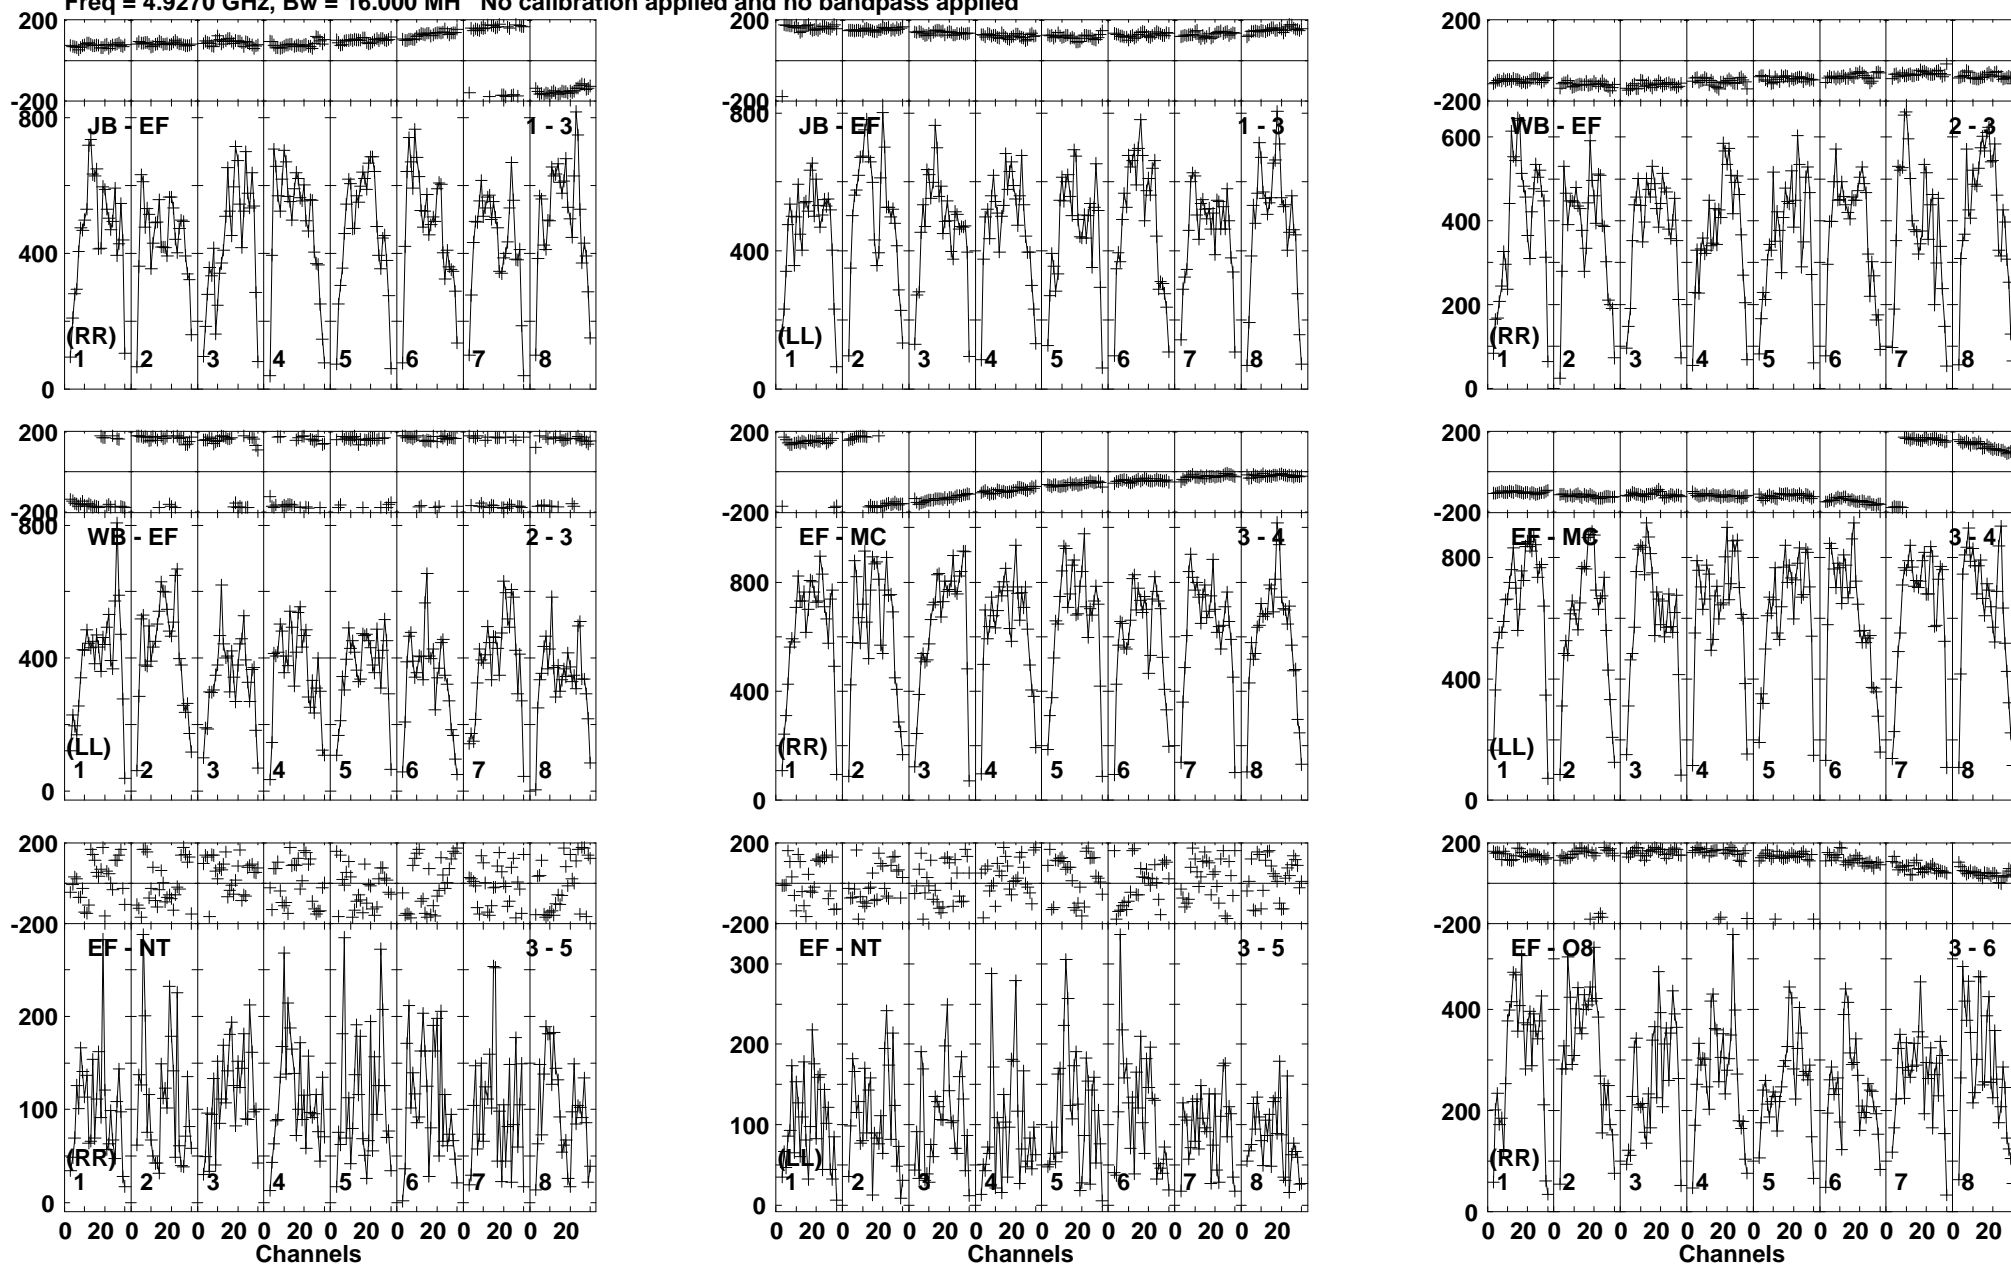 Freq = 4.9270 GHz, Bw = 16.000 MH No calibration applied and no bandpass applied
200 200 200
-200 -200 -200
800 JB - EF 1 - 3 800 JB - EF 1 - 3 WB - EF 2 - 3
600
400 400 400
200
(RR) (LL) (RR)
1 2 3 4 5 6 7 8 1 2 3 4 5 6 7 8 1 2 3 4 5 6 7 8
0 0 0
200 200 200
-200 -200 -200
800 WB - EF 2 - 3 EF - MC 3 - 4 EF - MC 3 - 4
800 800
400 400 400
(LL) (RR) (LL)
1 2 3 4 5 6 7 8 1 2 3 4 5 6 7 8 1 2 3 4 5 6 7 8
0 0 0
200 200 200
-200 -200 -200
EF - NT 3 - 5 EF - NT 3 - 5 EF - O8 3 - 6
300
200 200 400
100 100 200
(RR) (LL) (RR)
1 2 3 4 5 6 7 8 1 2 3 4 5 6 7 8 1 2 3 4 5 6 7 8
0 0 0
0 20 0 20 0 20 0 20 0 20 0 20 0 20 0 20 0 20 0 20 0 20 0 20 0 20 0 20 0 20 0 20 0 20 0 20 0 20 0 20 0 20 0 20 0 20 0 20
Channels Channels Channels